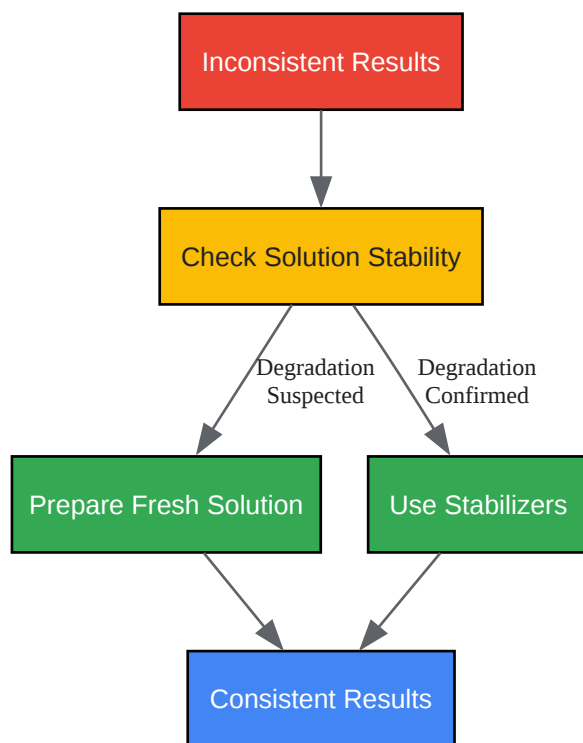 Inconsistent Results
Check Solution Stability
Degradation
Suspected
Degradation
Confirmed
Prepare Fresh Solution
Use Stabilizers
Consistent Results